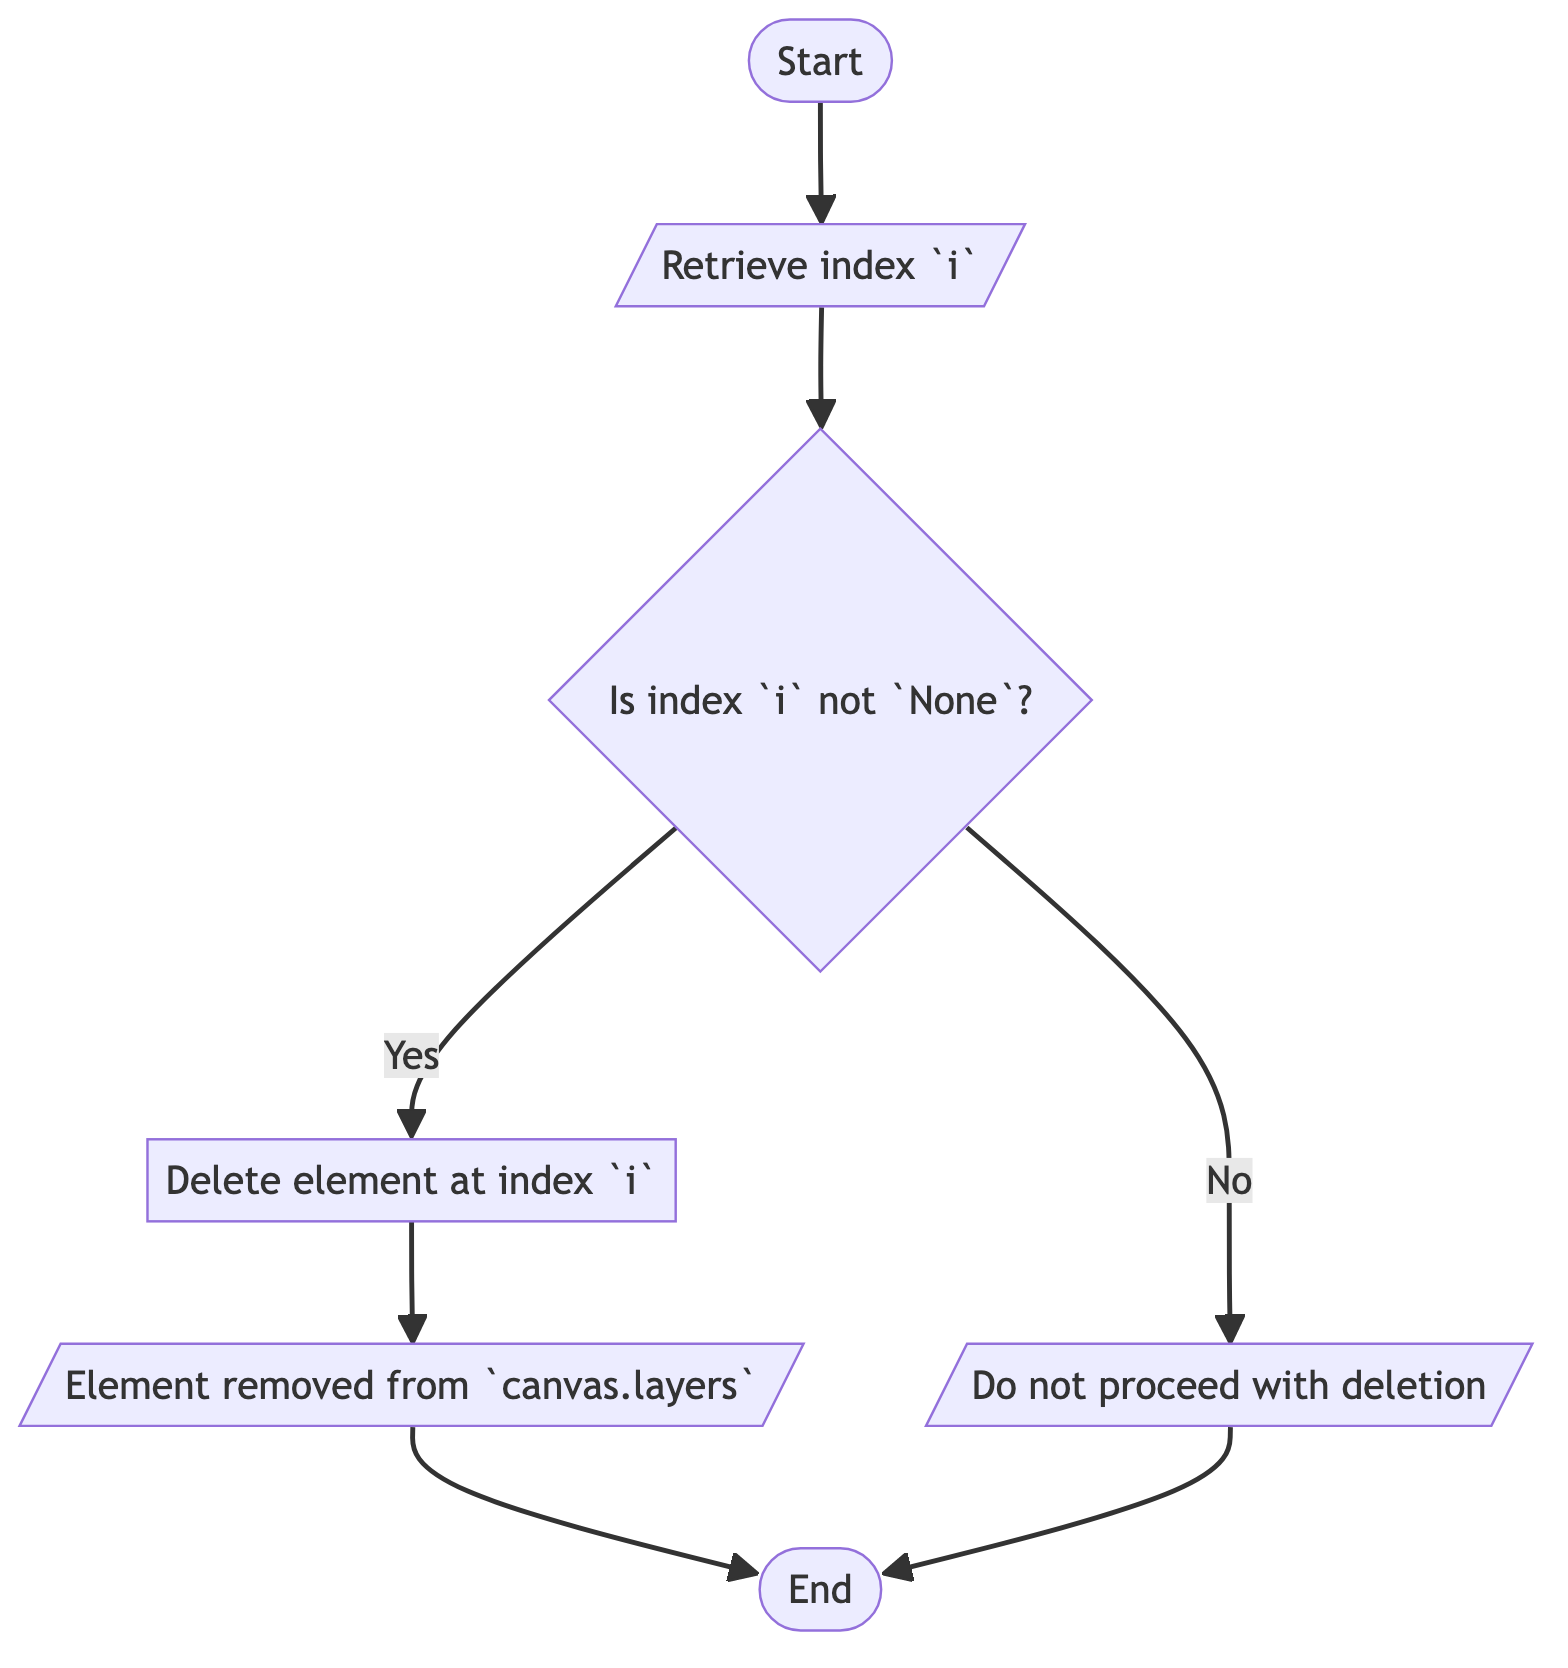 Start
Retrieve index `i`
Is index `i` not `None`?
Yes
No
Delete element at index `i`
Element removed from `canvas.layers`
Do not proceed with deletion
End